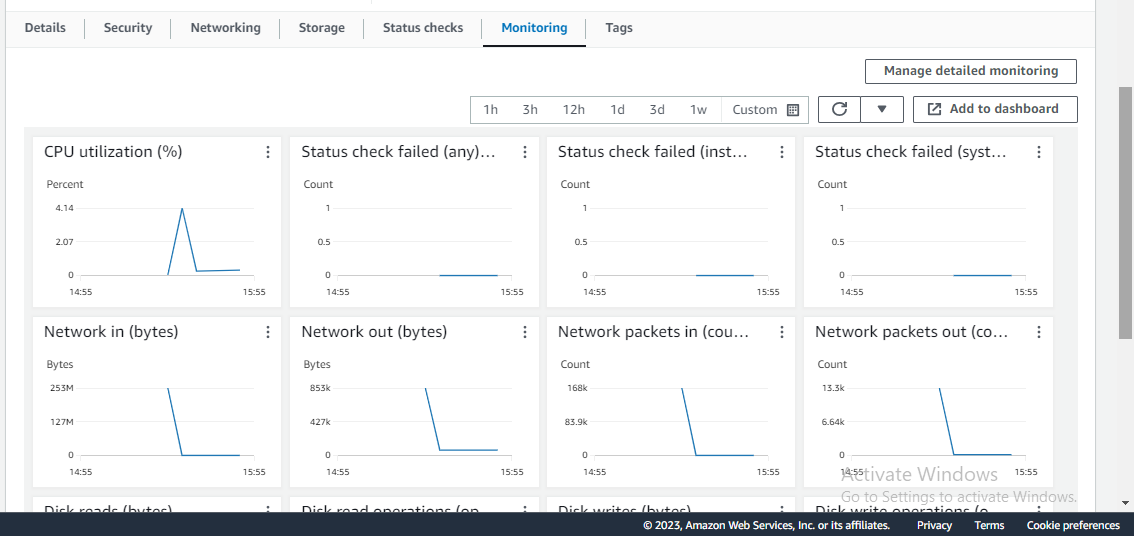 Details Security Networking Storage Status checks Monitoring Tags
Manage detailed monitoring
1h 3h 12h 1d 3d 1w Custom Add to dashboard
CPU utilization (%)
Percent
4.14
2.07
0
14:55 15:55
Status check failed (any)...
Count
1
0.5
0
14:55 15:55
Status check failed (inst...
Count
1
0.5
0
14:55 15:55
Status check failed (syst...
Count
1
0.5
0
14:55 15:55
Network in (bytes)
Bytes
253M
127M
0
14:55 15:55
Network out (bytes)
Bytes
853k
427k
0
14:55 15:55
Network packets in (cou...
Count
168k
83.9k
0
14:55 15:55
Network packets out (co...
Count
13.3k
6.64k
0
14:55 15:55
Activate Windows
Go to Settings to activate Windows.
Disk reads (bytes) Disk read operations (op... Disk writes (bytes) Disk write operations (o...
© 2023, Amazon Web Services, Inc. or its affiliates. Privacy Terms Cookie preferences